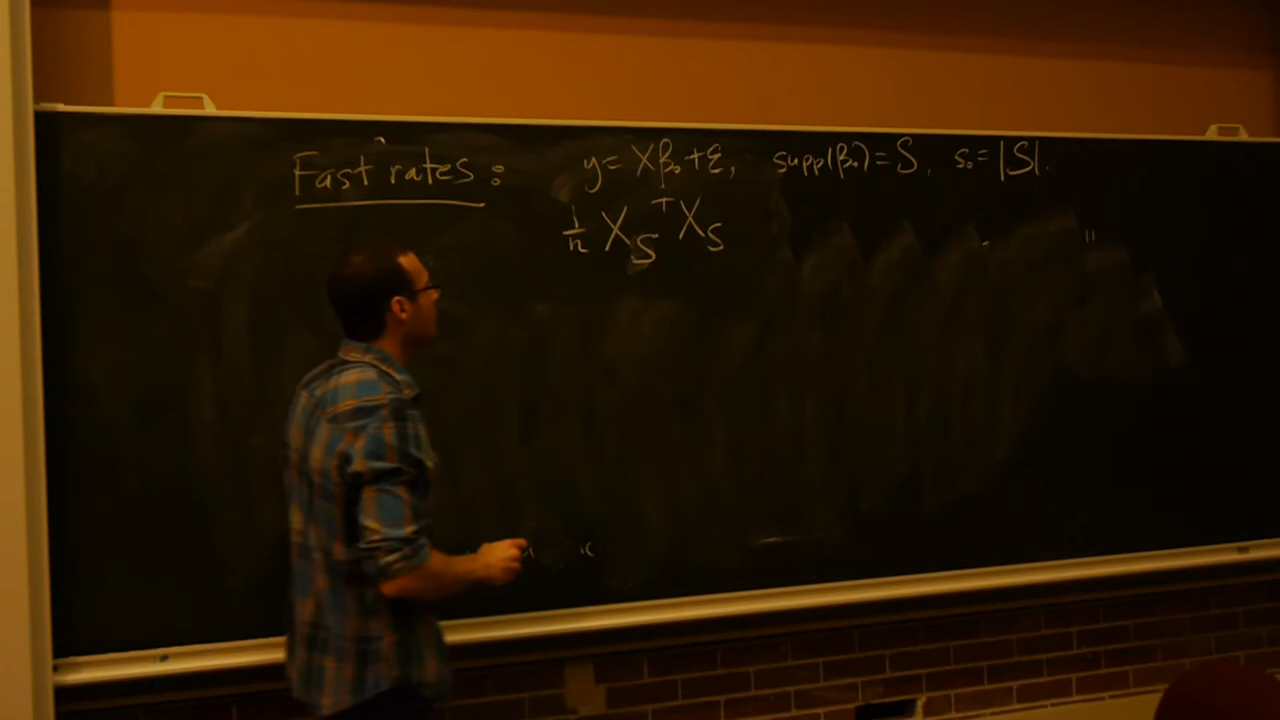 Fast rates: y = Xβ₀ + ε, supp(β₀) = S, s₀ = |S|.
1/n X_S^T X_S